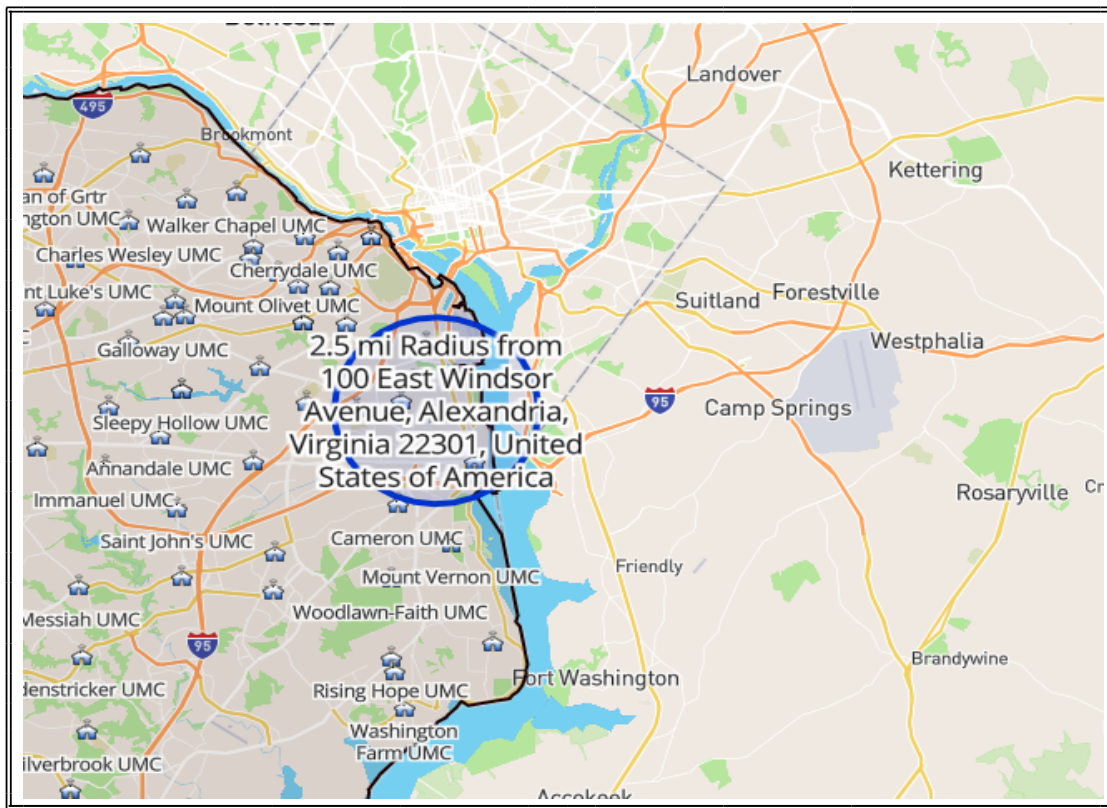 Landover
495
Brookmont
Kettering
an of Grtr
ngton UMC
Walker Chapel UMC
Charles Wesley UMC
Cherrydale UMC
nt Luke's UMC
Mount Olivet UMC
Suitland
Forestville
Galloway UMC
2.5 mi Radius from
100 East Windsor
Avenue, Alexandria,
Virginia 22301, United
States of America
Westphalia
95
Camp Springs
Sleepy Hollow UMC
Annandale UMC
Immanuel UMC
Rosaryville
Cr
Saint John's UMC
Cameron UMC
Friendly
Mount Vernon UMC
Messiah UMC
Woodlawn-Faith UMC
95
Brandywine
denstricker UMC
Rising Hope UMC
Fort Washington
Washington
Farm UMC
ilverbrook UMC